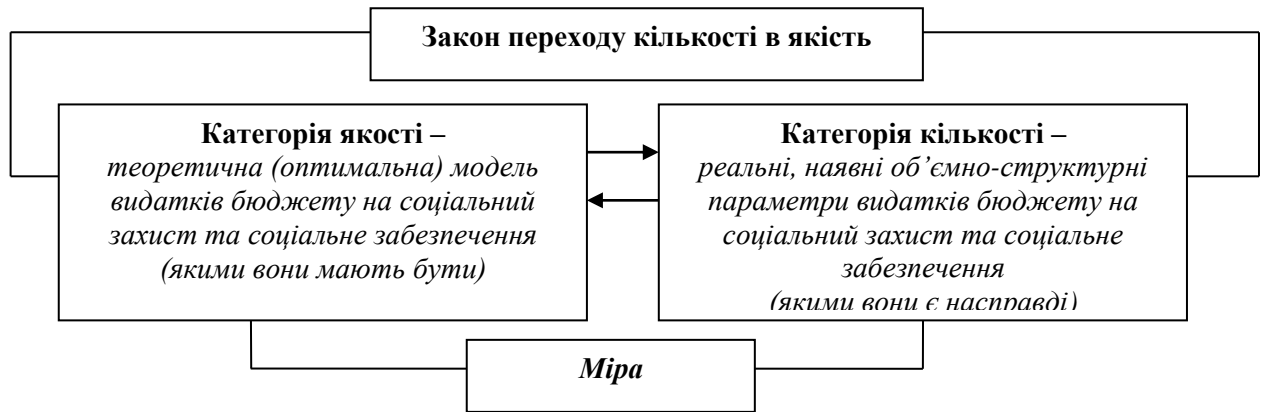 Закон переходу кількості в якість
Категорія якості –
теоретична (оптимальна) модель
видатків бюджету на соціальний
захист та соціальне забезпечення
(якими вони мають бути)
Категорія кількості –
реальні, наявні об’ємно-структурні
параметри видатків бюджету на
соціальний захист та соціальне
забезпечення
(якими вони є насправді)
Міра